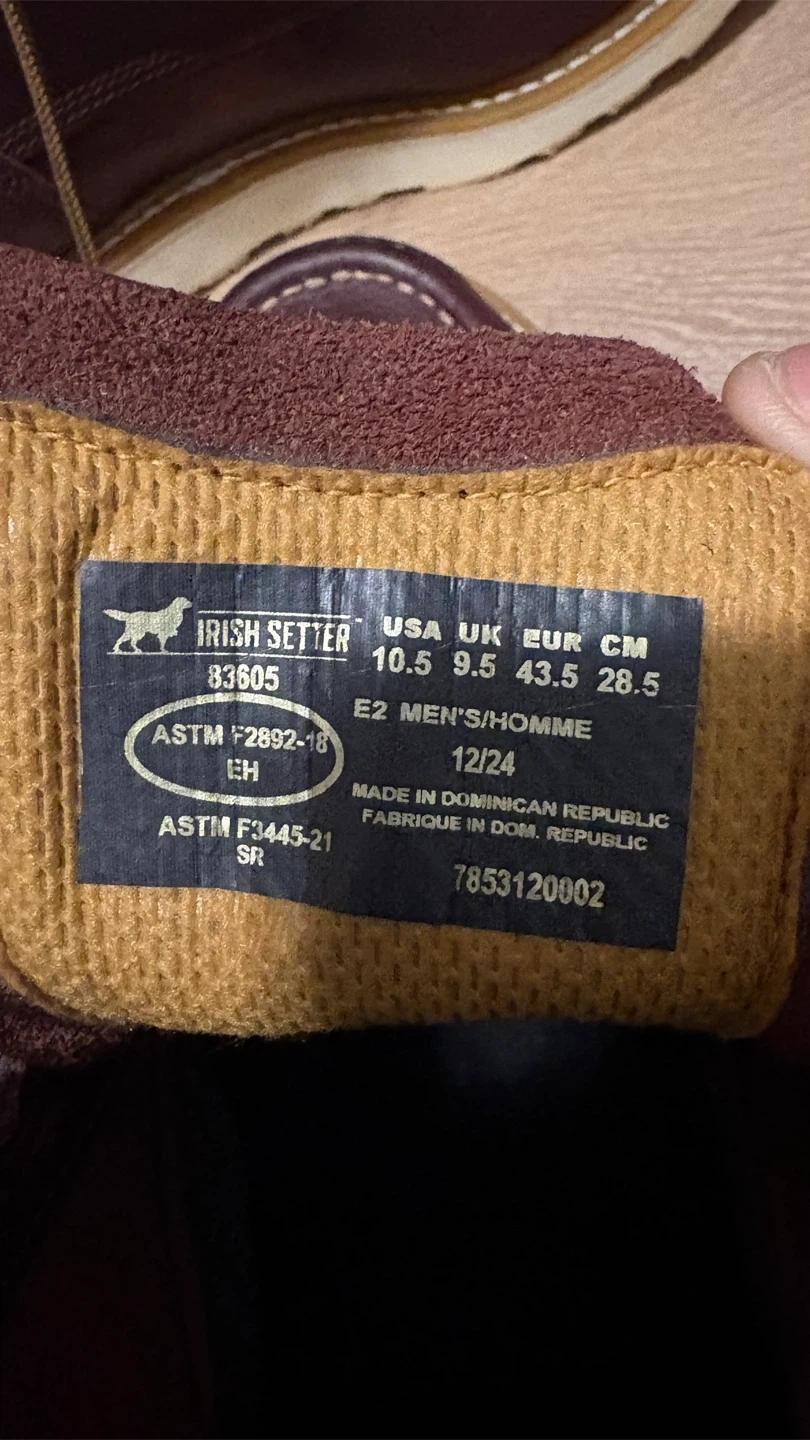 IRISH SETTER™
83605
ASTM F2892-18
EH
ASTM F3445-21
SR
USA UK EUR CM
10.5 9.5 43.5 28.5
E2 MEN'S/HOMME
12/24
MADE IN DOMINICAN REPUBLIC
FABRIQUE IN DOM. REPUBLIC
7853120002